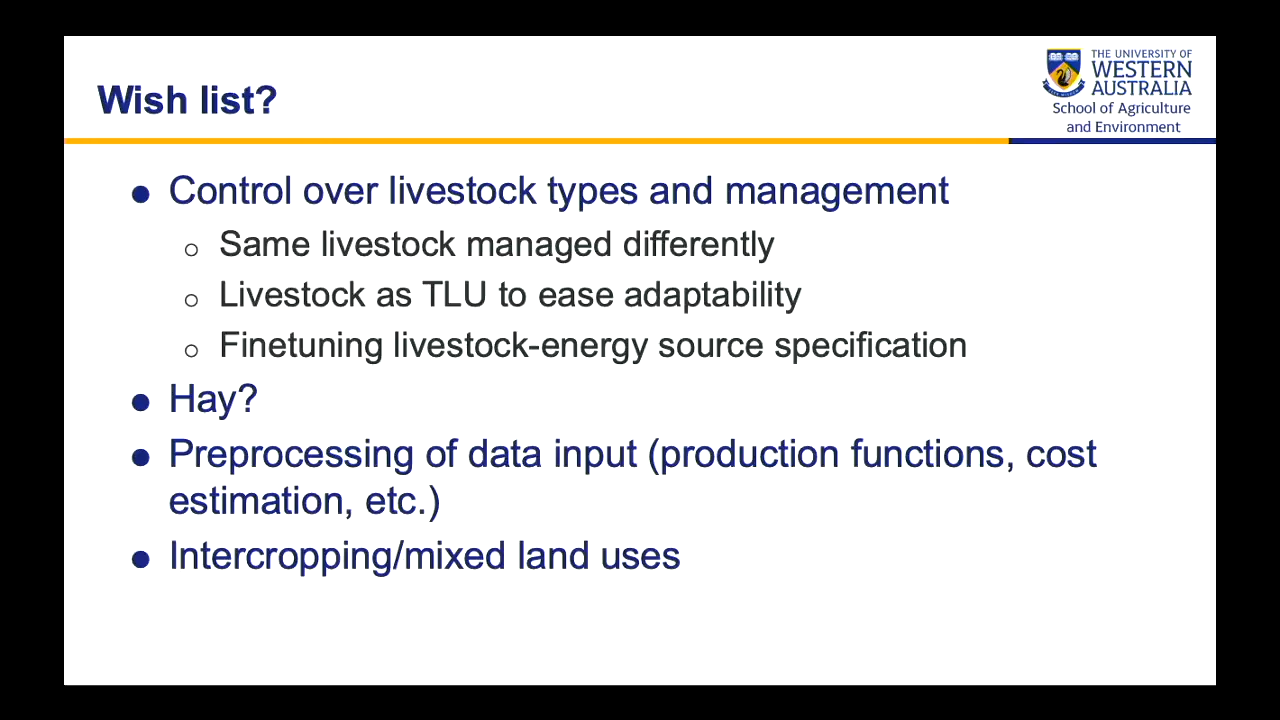 THE UNIVERSITY OF
WESTERN
AUSTRALIA
School of Agriculture
and Environment
Wish list?
● Control over livestock types and management
○ Same livestock managed differently
○ Livestock as TLU to ease adaptability
○ Finetuning livestock-energy source specification
● Hay?
● Preprocessing of data input (production functions, cost
estimation, etc.)
● Intercropping/mixed land uses